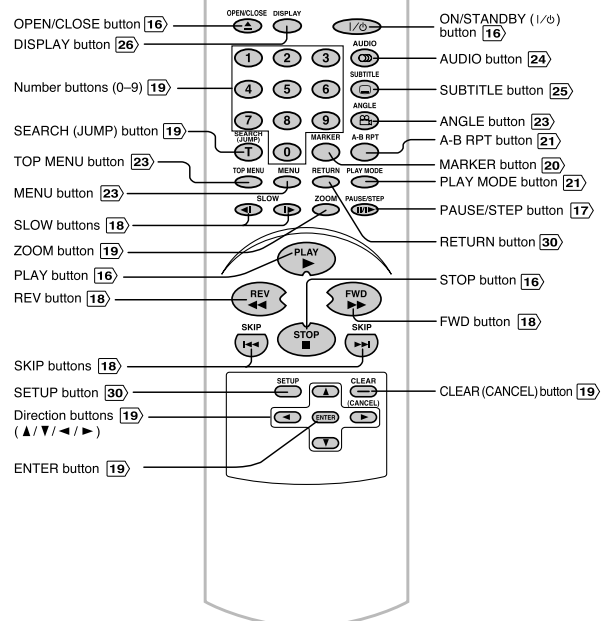 OPEN/CLOSE button 16
DISPLAY button 26
Number buttons (0–9) 19
SEARCH (JUMP) button 19
TOP MENU button 23
MENU button 23
SLOW buttons 18
ZOOM button 19
PLAY button 16
REV button 18
SKIP buttons 18
SETUP button 30
Direction buttons 19
(▲/▼/◄/►)
ENTER button 19
OPEN/CLOSE DISPLAY
1 2 3
AUDIO
4 5 6
SUBTITLE
7 8 9
ANGLE
SEARCH
(JUMP)
T 0
MARKER A-B RPT
TOP MENU MENU RETURN PLAY MODE
SLOW ZOOM PAUSE/STEP
PLAY
REV FWD
SKIP STOP SKIP
SETUP CLEAR
(CANCEL)
ENTER
ON/STANDBY (I/⏻)
button 16
AUDIO button 24
SUBTITLE button 25
ANGLE button 23
A-B RPT button 21
MARKER button 20
PLAY MODE button 21
PAUSE/STEP button 17
RETURN button 30
STOP button 16
FWD button 18
CLEAR (CANCEL) button 19